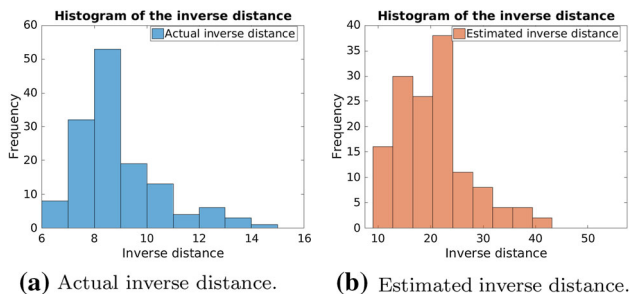 Histogram of the inverse distance
Actual inverse distance
60
50
40
30
20
10
0
Frequency
6 8 10 12 14 16
Inverse distance
(a) Actual inverse distance.
Histogram of the inverse distance
Estimated inverse distance
40
35
30
25
20
15
10
5
0
Frequency
10 20 30 40 50
Inverse distance
(b) Estimated inverse distance.